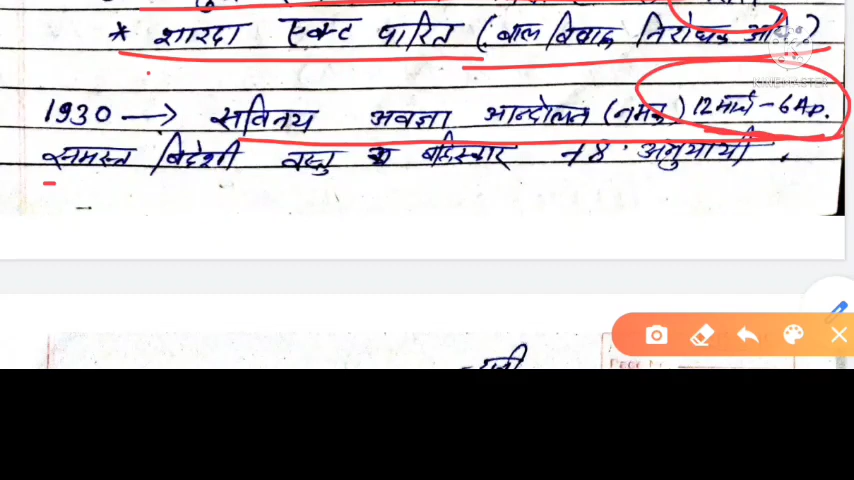 * शारदा एक्ट पारित (बाल विवाह निरोधक अधि)
KINEMASTER
1930 → सविनय अवज्ञा आन्दोलन (नमक) 12 मार्च - 6 Ap.
समस्त विदेशी वस्तु बहिस्कार 78 अनुयायी .